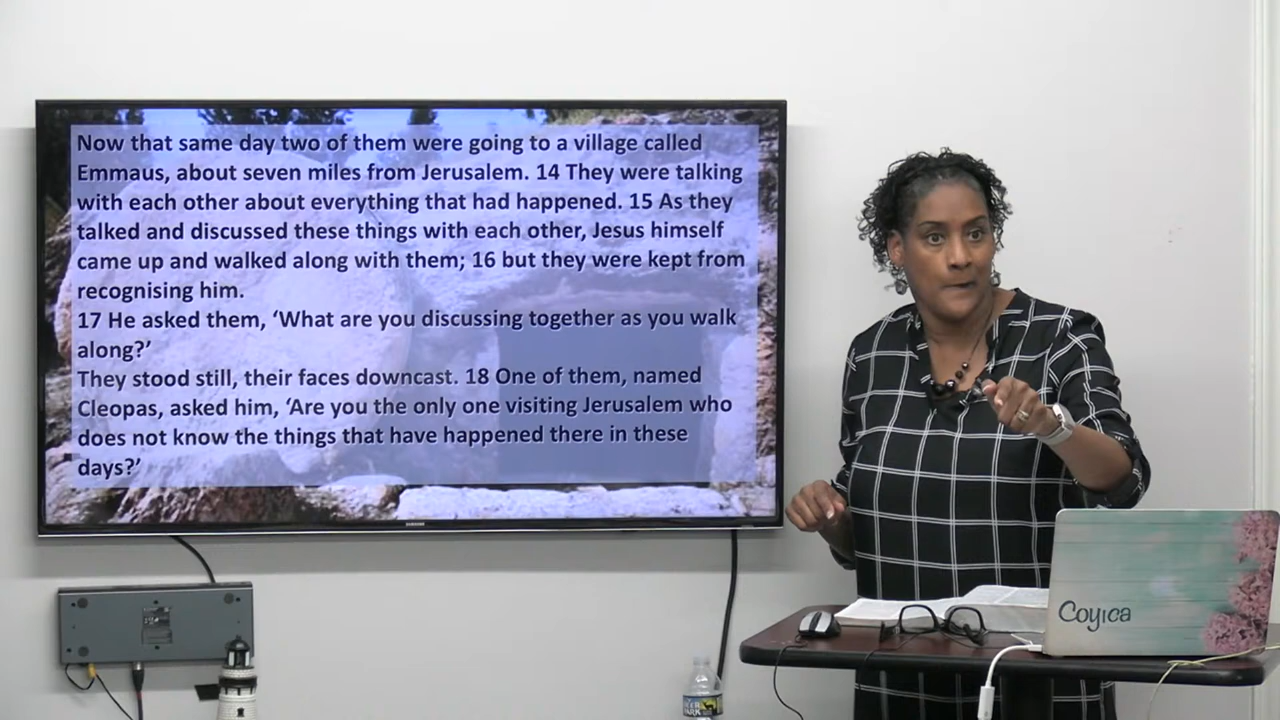 Now that same day two of them were going to a village called
Emmaus, about seven miles from Jerusalem. 14 They were talking
with each other about everything that had happened. 15 As they
talked and discussed these things with each other, Jesus himself
came up and walked along with them; 16 but they were kept from
recognising him.
17 He asked them, ‘What are you discussing together as you walk
along?’
They stood still, their faces downcast. 18 One of them, named
Cleopas, asked him, ‘Are you the only one visiting Jerusalem who
does not know the things that have happened there in these
days?’
SAMSUNG
Coyica
DEER
PARK